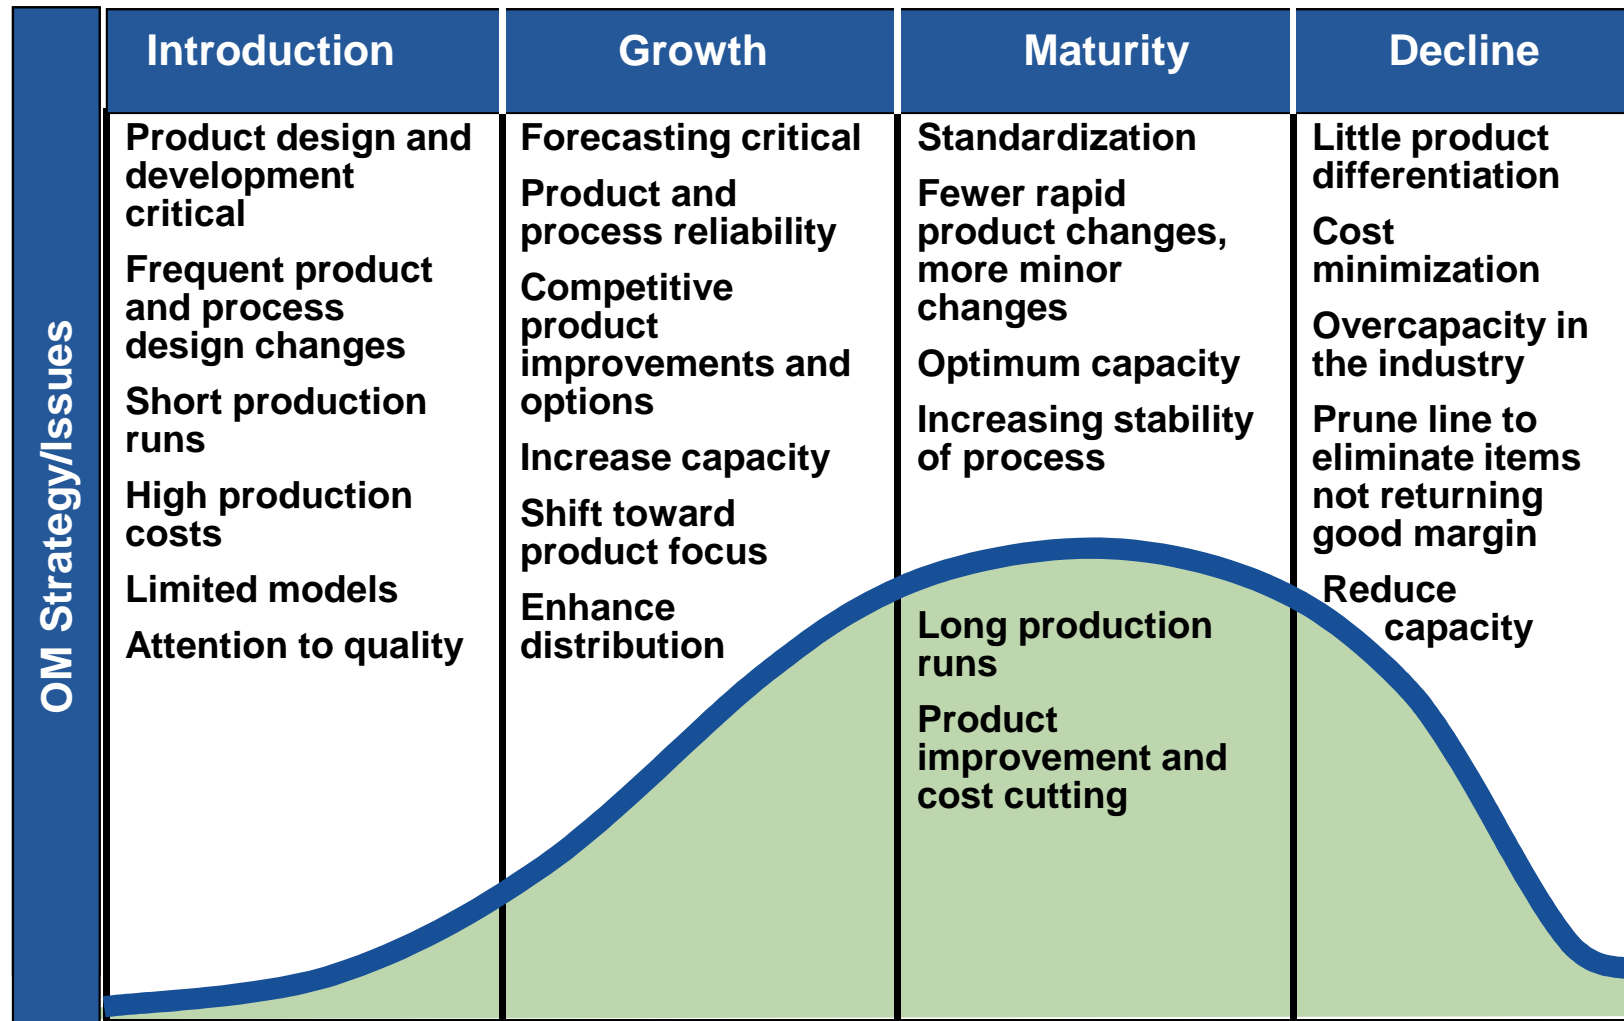 OM Strategy/Issues
Introduction
Product design and
development
critical
Frequent product
and process
design changes
Short production
runs
High production
costs
Limited models
Attention to quality
Growth
Forecasting critical
Product and
process reliability
Competitive
product
improvements and
options
Increase capacity
Shift toward
product focus
Enhance
distribution
Maturity
Standardization
Fewer rapid
product changes,
more minor
changes
Optimum capacity
Increasing stability
of process
Long production
runs
Product
improvement and
cost cutting
Decline
Little product
differentiation
Cost
minimization
Overcapacity in
the industry
Prune line to
eliminate items
not returning
good margin
Reduce
capacity